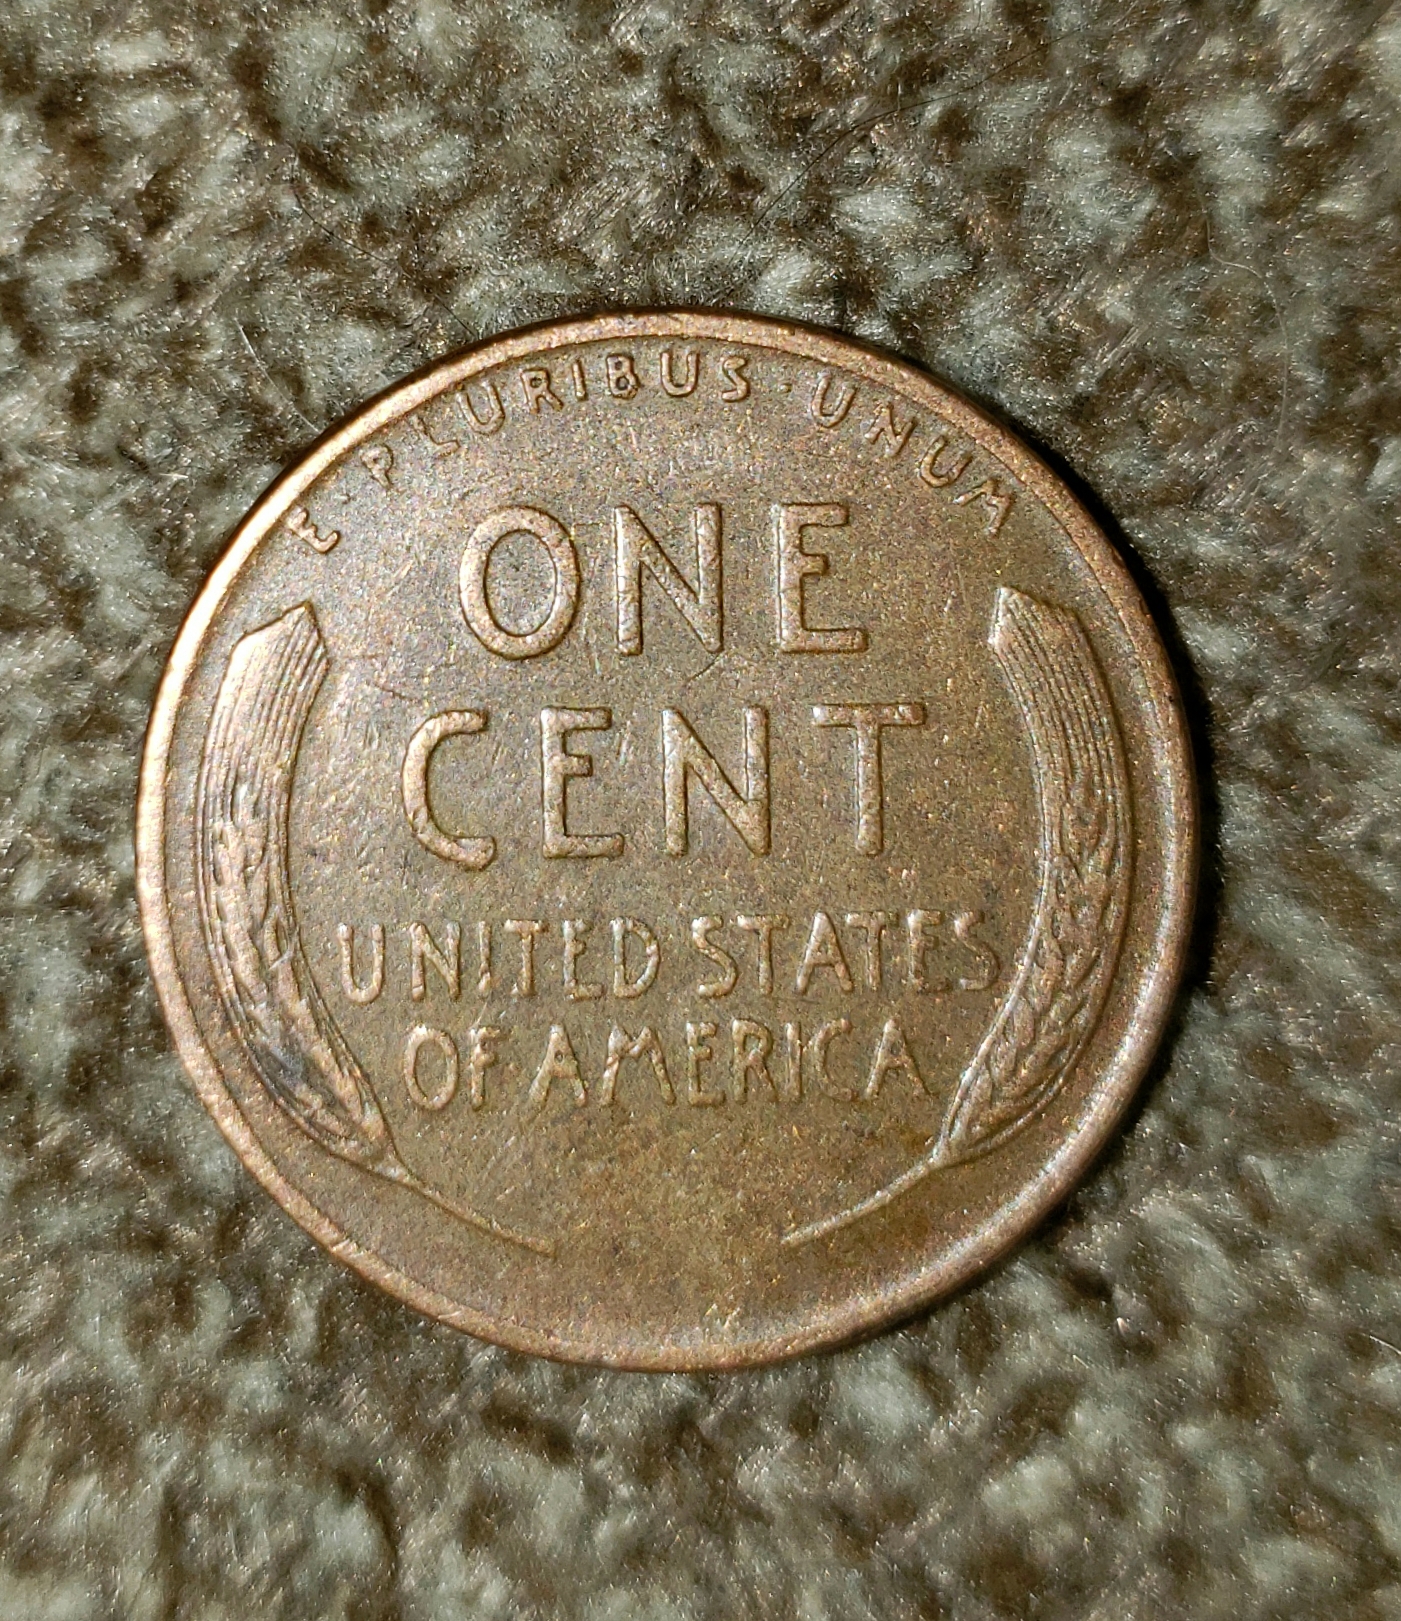 E · PLURIBUS · UNUM
ONE
CENT
UNITED STATES
OF AMERICA